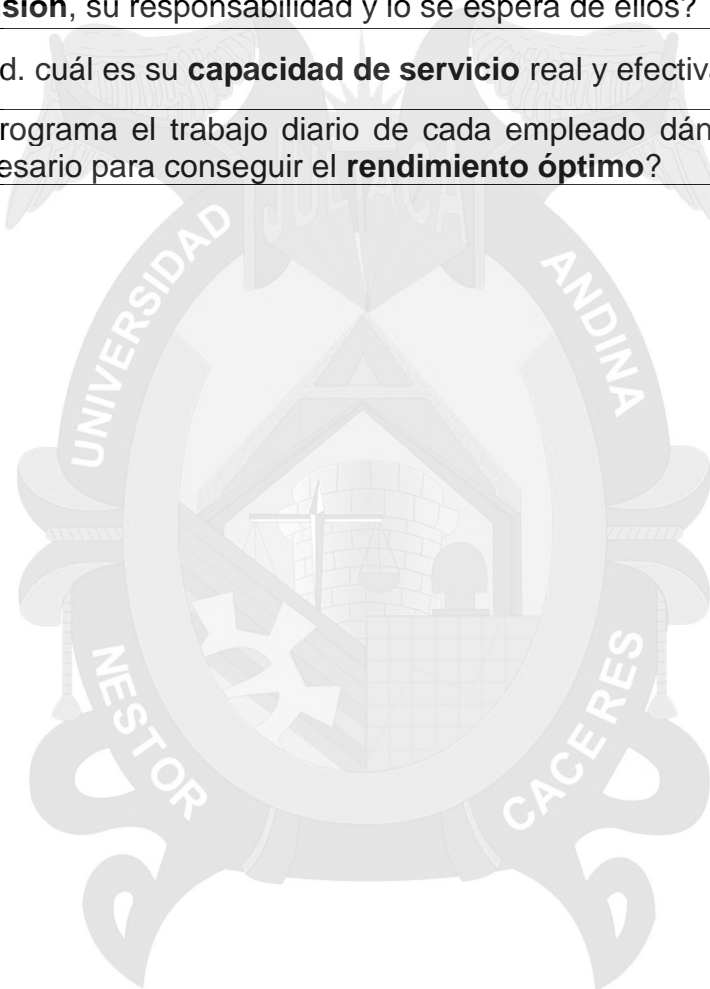 sión, su responsabilidad y lo se espera de ellos?
d. cuál es su capacidad de servicio real y efectiva
rograma el trabajo diario de cada empleado dán
esario para conseguir el rendimiento óptimo?
JULIACA
UNIVERSIDAD
ANDINA
NESTOR
CACERES